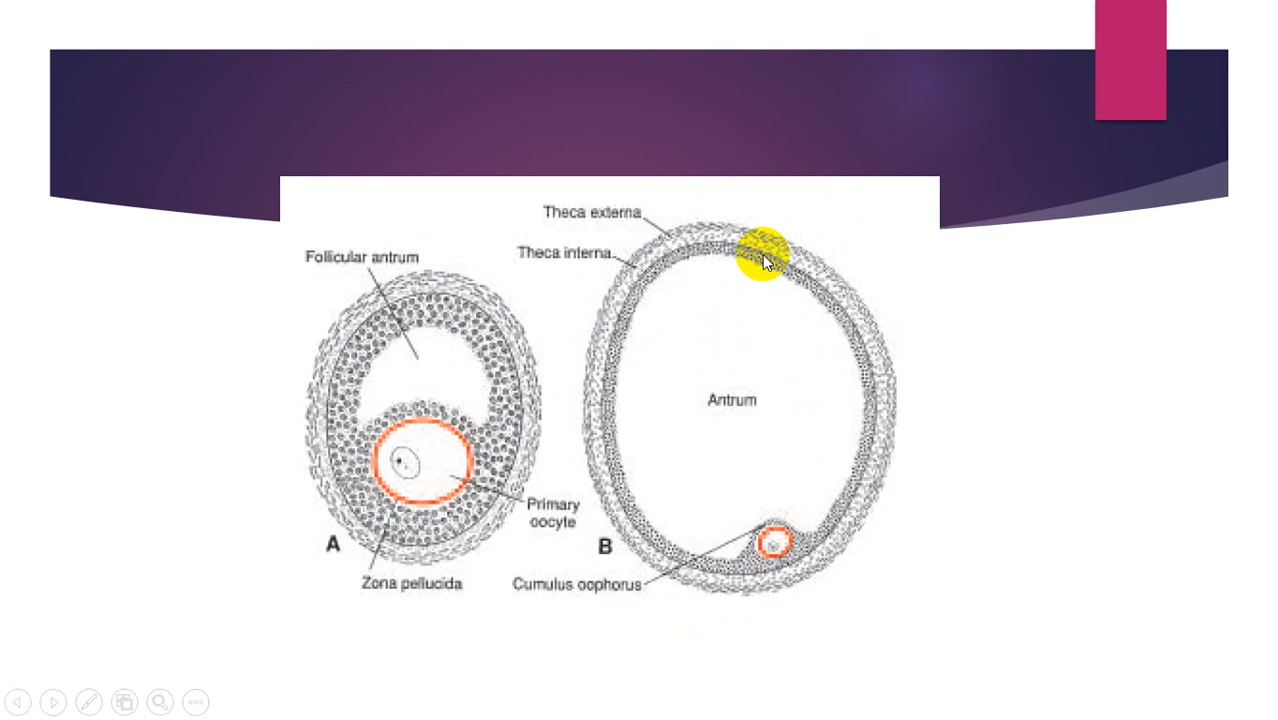 Theca externa
Theca interna
Follicular antrum
Antrum
Primary
oocyte
A
B
Zona pellucida
Cumulus oophorus